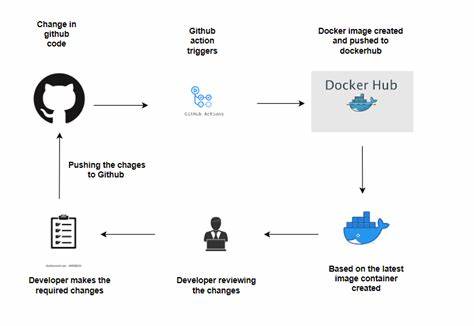 Change in
github
code
Github
action
triggers
Docker image created
and pushed to
dockerhub
GitHub Actions
Docker Hub
Pushing the chages
to Github
Developer makes the
required changes
Developer reviewing
the changes
Based on the latest
image container
created